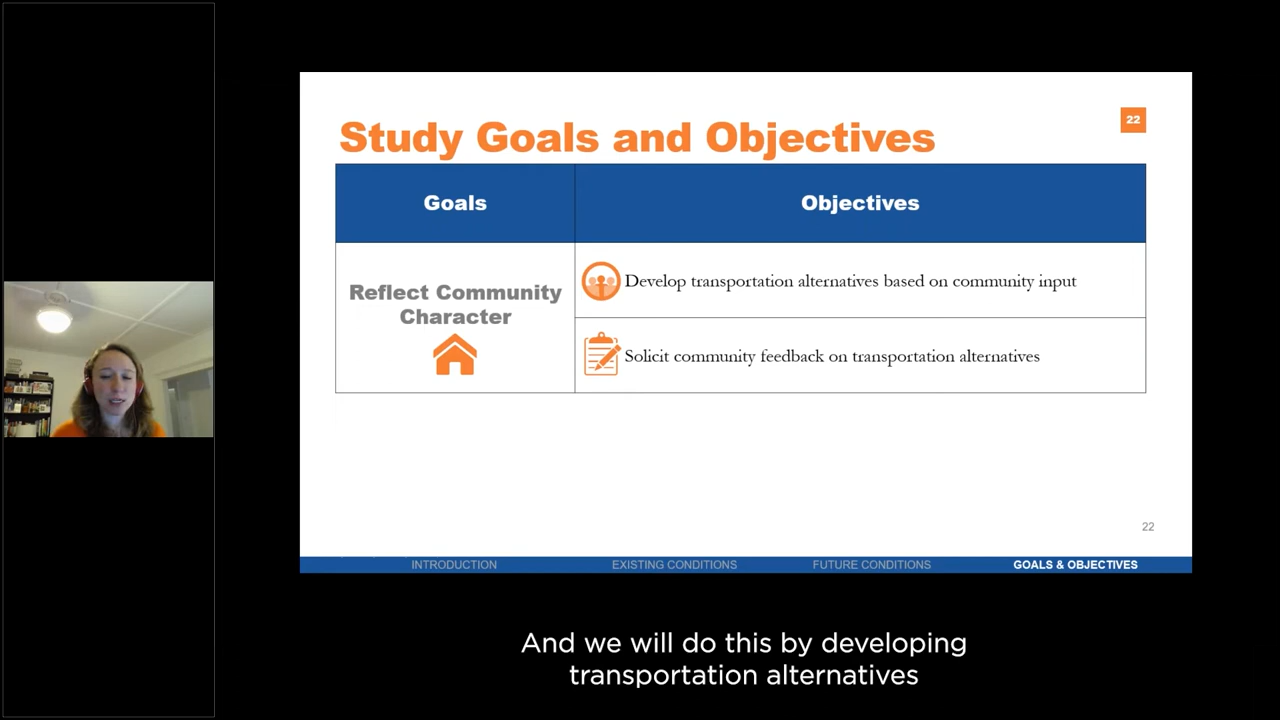 Study Goals and Objectives
22
Goals
Objectives
Reflect Community
Character
Develop transportation alternatives based on community input
Solicit community feedback on transportation alternatives
22
INTRODUCTION
EXISTING CONDITIONS
FUTURE CONDITIONS
GOALS & OBJECTIVES
And we will do this by developing
transportation alternatives